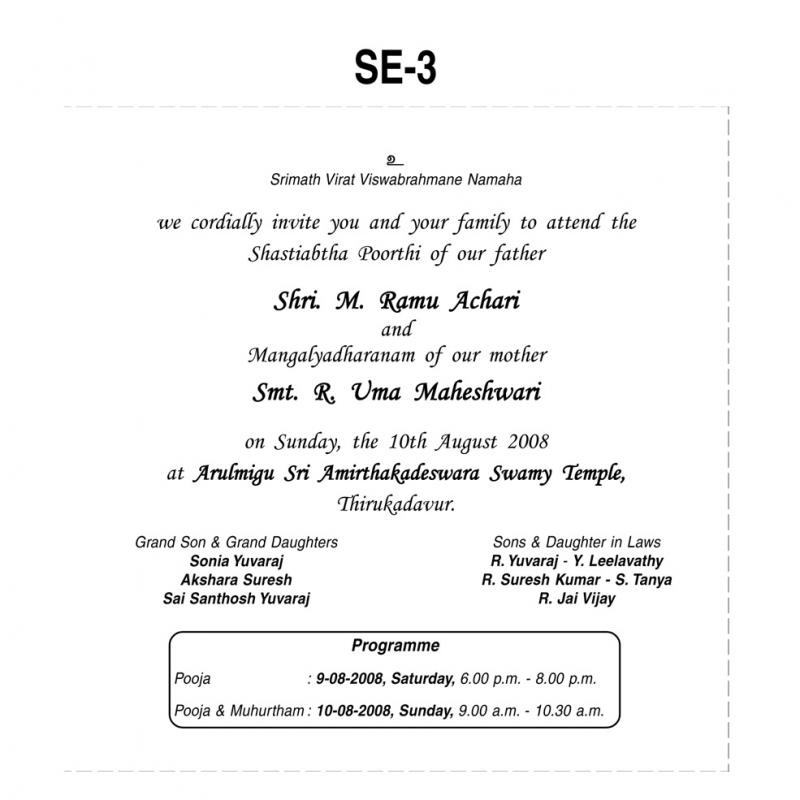 SE-3
உ
Srimath Virat Viswabrahmane Namaha
we cordially invite you and your family to attend the
Shastiabtha Poorthi of our father
Shri. M. Ramu Achari
and
Mangalyadharanam of our mother
Smt. R. Uma Maheshwari
on Sunday, the 10th August 2008
at Arulmigu Sri Amirthakadeswara Swamy Temple,
Thirukadavur.
Grand Son & Grand Daughters
Sonia Yuvaraj
Akshara Suresh
Sai Santhosh Yuvaraj
Sons & Daughter in Laws
R. Yuvaraj - Y. Leelavathy
R. Suresh Kumar - S. Tanya
R. Jai Vijay
Programme
Pooja : 9-08-2008, Saturday, 6.00 p.m. - 8.00 p.m.
Pooja & Muhurtham : 10-08-2008, Sunday, 9.00 a.m. - 10.30 a.m.